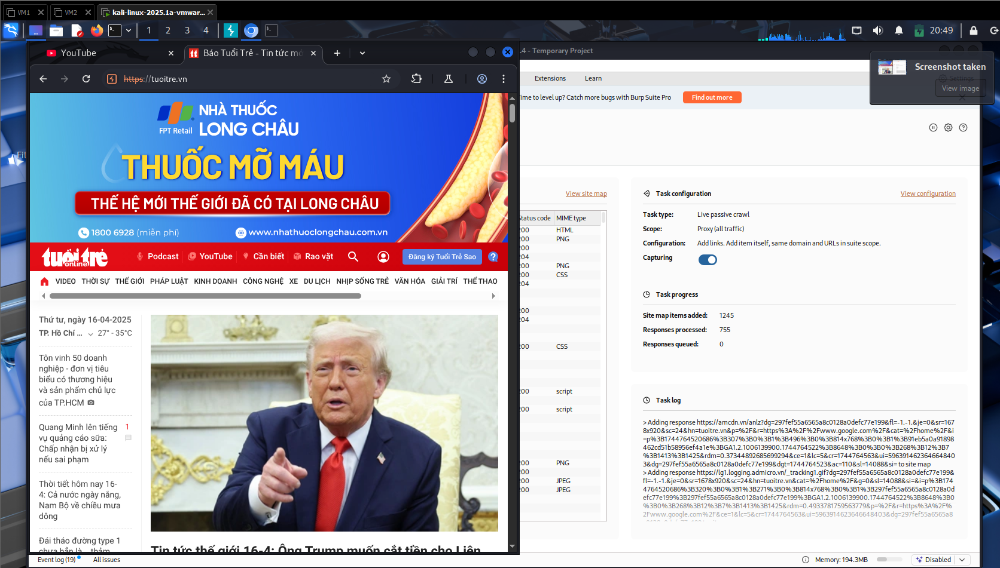 VM1
VM2
kali-linux-2025.1a-vmwar...
1 2 3 4
20:49
YouTube
Báo Tuổi Trẻ - Tin tức mó
.4 - Temporary Project
https://tuoitre.vn
Extensions
Learn
Screenshot taken
Settings
View image
Time to level up? Catch more bugs with Burp Suite Pro
Find out more
Fil
FPT Retail
NHÀ THUỐC
LONG CHÂU
THUỐC MỠ MÁU
THẾ HỆ MỚI THẾ GIỚI ĐÃ CÓ TẠI LONG CHÂU
1800 6928 (miễn phí)
www.nhathuoclongchau.com.vn
tuổi trẻ
online
Podcast
YouTube
Cần biết
Rao vặt
Đăng ký Tuổi Trẻ Sao
VIDEO THỜI SỰ THẾ GIỚI PHÁP LUẬT KINH DOANH CÔNG NGHỆ XE DU LỊCH NHỊP SỐNG TRẺ VĂN HÓA GIẢI TRÍ THỂ THAO
Thứ tư, ngày 16-04-2025
TP. Hồ Chí ... 27° - 35°C
Tôn vinh 50 doanh
nghiệp - đơn vị tiêu
biểu có thương hiệu
và sản phẩm chủ lực
của TP.HCM
Quang Minh lên tiếng 1
vụ quảng cáo sữa:
Chấp nhận bị xử lý
nếu sai phạm
Thời tiết hôm nay 16-
4: Cả nước ngày nắng,
Nam Bộ về chiều mưa
dông
Đái tháo đường type 1
chưa hẳn là... thảm
Tin tức thế giới 16-4: Ông Trump muốn cắt tiền cho Liên
View site map
Status code MIME type
200 HTML
200 PNG
200
204
200 PNG
200 CSS
204
200
204
200 CSS
200 script
200 script
200 PNG
200
200 JPEG
200 JPEG
Task configuration
View configuration
Task type: Live passive crawl
Scope: Proxy (all traffic)
Configuration: Add links. Add item itself, same domain and URLs in suite scope.
Capturing
Task progress
Site map items added: 1245
Responses processed: 755
Responses queued: 0
Task log
> Adding response https://amcdn.vn/anlz?dg=297fef55a6565a8c0128a0defc77e199&fl=-1.-1.&je=0&sr=167
8x920&sc=24&hn=tuoitre.vn&p=%2F&r=https%3A%2F%2Fwww.google.com%2F&cat=%2Fhome%2F&i
=p%3B1744764520686%3B307%3B0%3B1%3B496%3B0%3B814x768%3B0%3B1%3B91eb5a0a91898
462cd51b58956ef4a1e%3BGA1.2.1006139900.1744764522%3B8648%3B0%3B0%3B268%3B12%3B7
%3B1413%3B1425&rdm=0.37344892685699294&ce=1&lc=5&cr=1744764563&ui=596391462364664840
3&dg=297fef55a6565a8c0128a0defc77e199&dgt=1744764523&ac=110&sl=14088&si= to site map
> Adding response https://lg1.logging.admicro.vn/_tracking1.gif?dg=297fef55a6565a8c0128a0defc77e199&
fl=-1.-1.&je=0&sr=1678x920&sc=24&hn=tuoitre.vn&cat=%2Fhome%2F&g=0&sl=14088&si=&i=p%3B174
4764520686%3B320%3B0%3B1%3B271%3B0%3B814x768%3B0%3B1%3B297fef55a6565a8c0128a0d
efc77e199%3B297fef55a6565a8c0128a0defc77e199%3BGA1.2.1006139900.1744764522%3B8648%3B0
%3B0%3B268%3B12%3B7%3B1413%3B1425&rdm=0.4933781759563779&p=%2F&r=https%3A%2F%
2Fwww.google.com%2F&ce=1&lc=5&cr=1744764563&ui=5963914623646648403&dg=297fef55a6565a8
Event log (19)
All issues
Memory: 194.3MB
Disabled